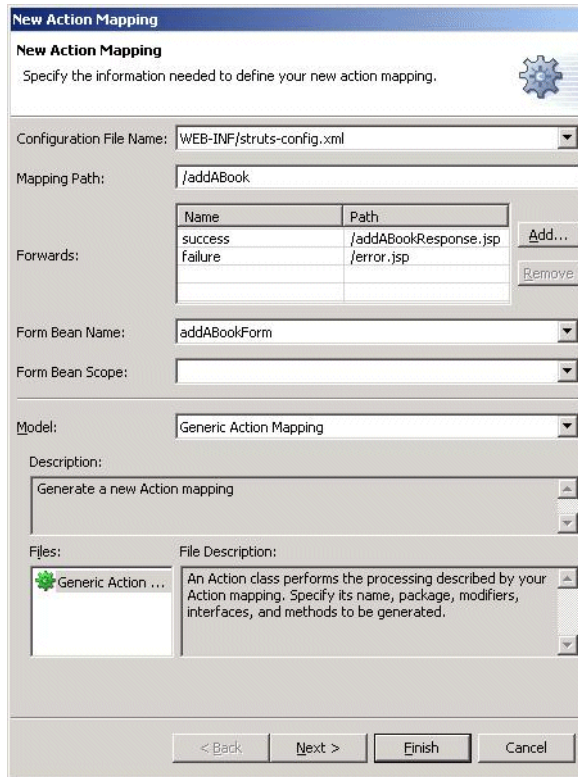 New Action Mapping
New Action Mapping
Specify the information needed to define your new action mapping.
Configuration File Name: WEB-INF/struts-config.xml
Mapping Path: /addABook
Name Path
success /addABookResponse.jsp Add...
Forwards: failure /error.jsp
Remove
Form Bean Name: addABookForm
Form Bean Scope:
Model: Generic Action Mapping
Description:
Generate a new Action mapping
Files: File Description:
Generic Action ... An Action class performs the processing described by your
Action mapping. Specify its name, package, modifiers,
interfaces, and methods to be generated.
< Back Next > Finish Cancel